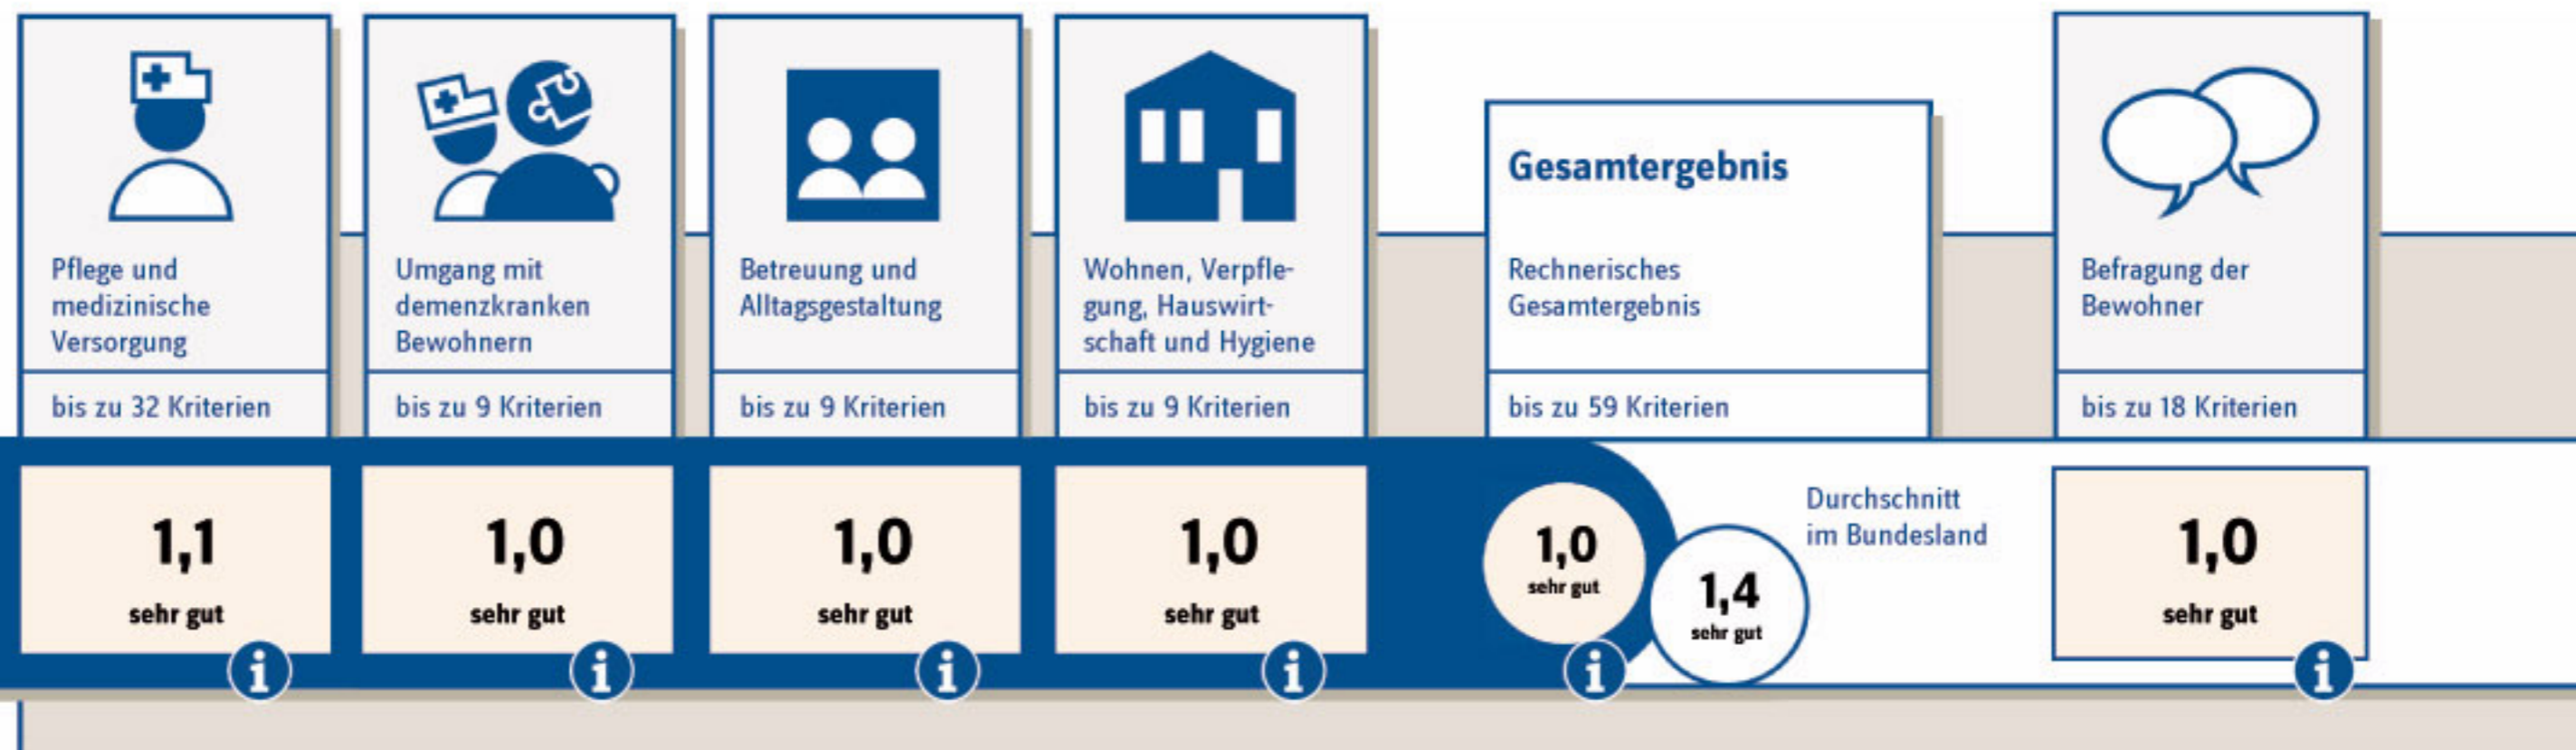 Pflege und
medizinische
Versorgung
bis zu 32 Kriterien
1,1
sehr gut
Umgang mit
demenzkranken
Bewohnern
bis zu 9 Kriterien
1,0
sehr gut
Betreuung und
Alltagsgestaltung
bis zu 9 Kriterien
1,0
sehr gut
Wohnen, Verpfle-
gung, Hauswirt-
schaft und Hygiene
bis zu 9 Kriterien
1,0
sehr gut
Gesamtergebnis
Rechnerisches
Gesamtergebnis
bis zu 59 Kriterien
1,0
sehr gut
1,4
sehr gut
Durchschnitt
im Bundesland
Befragung der
Bewohner
bis zu 18 Kriterien
1,0
sehr gut